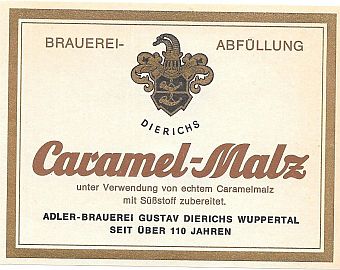 BRAUEREI- ABFÜLLUNG
DIERICHS
Caramel-Malz
unter Verwendung von echtem Caramelmalz
mit Süßstoff zubereitet.
ADLER-BRAUEREI GUSTAV DIERICHS WUPPERTAL
SEIT ÜBER 110 JAHREN